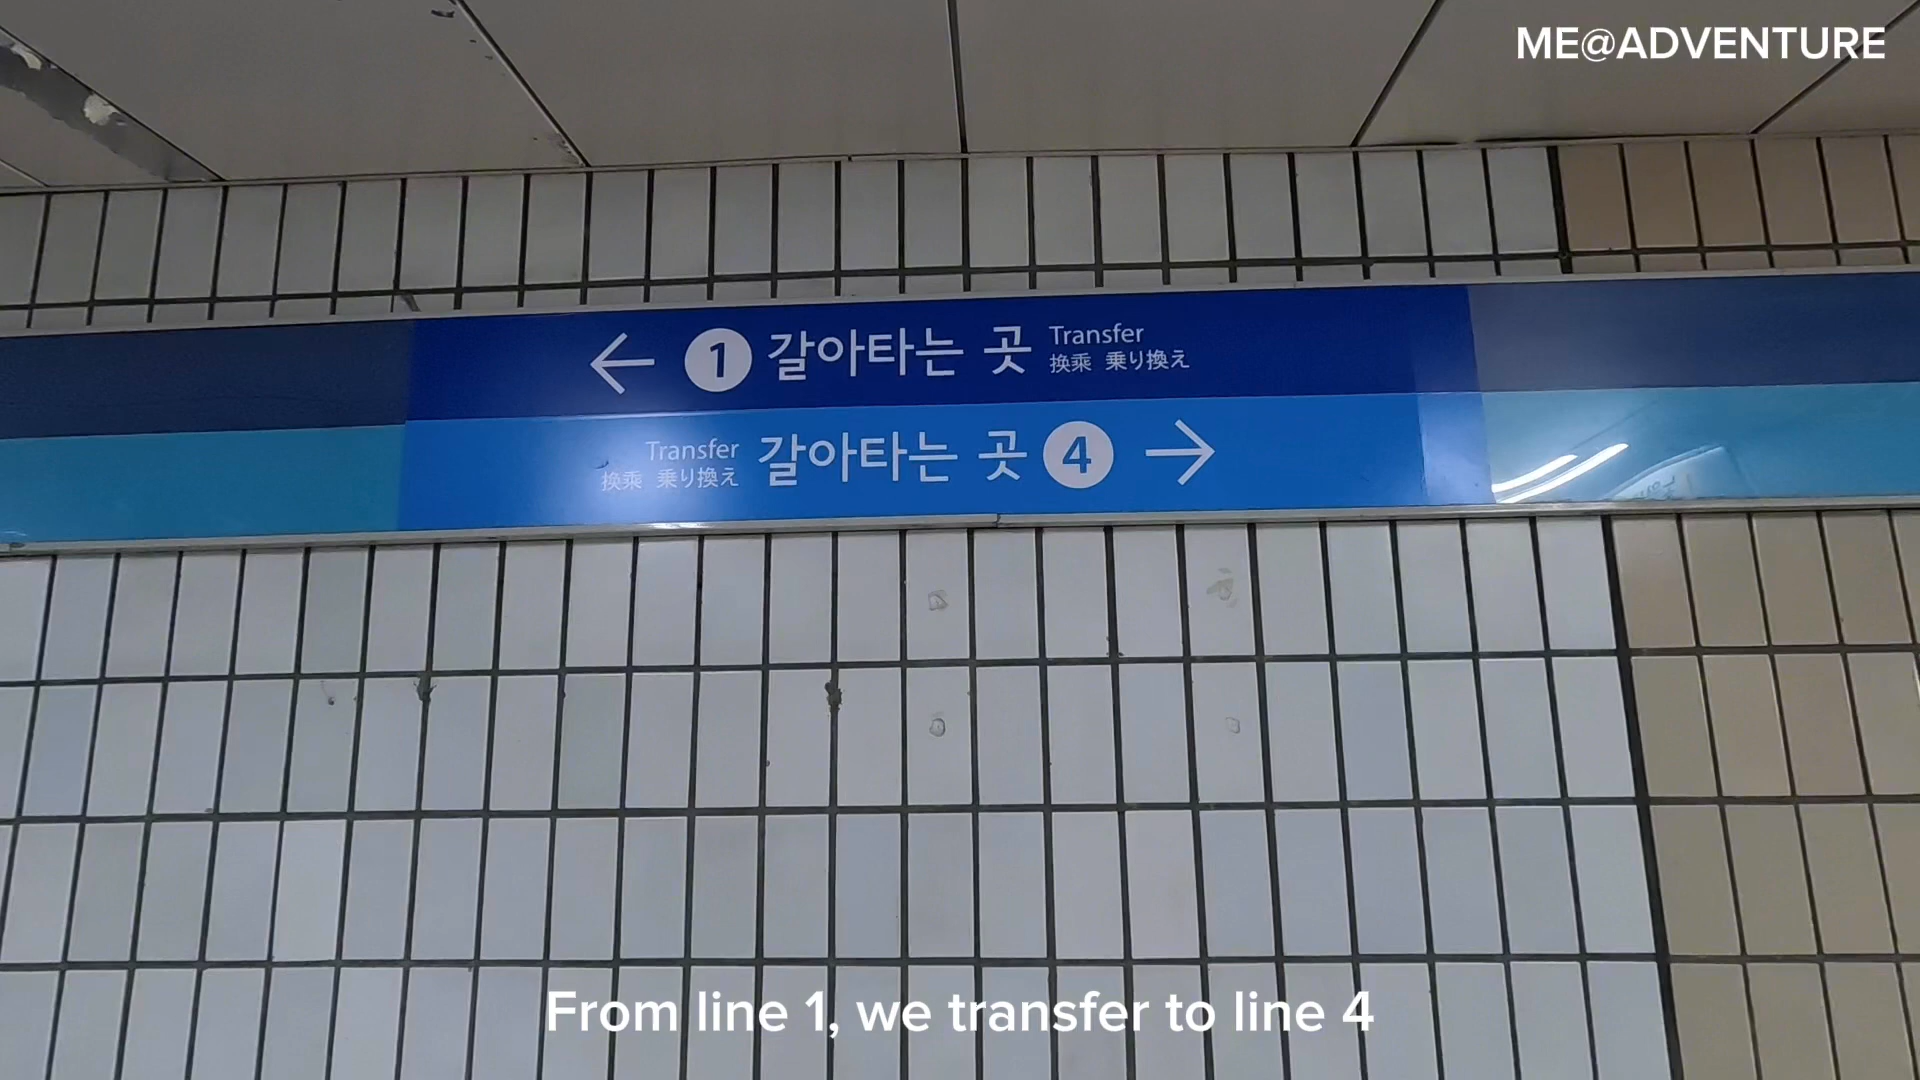 ME@ADVENTURE
← 1 갈아타는 곳 Transfer
换乘 乗り換え
Transfer 갈아타는 곳 4 →
换乘 乗り換え
From line 1, we transfer to line 4